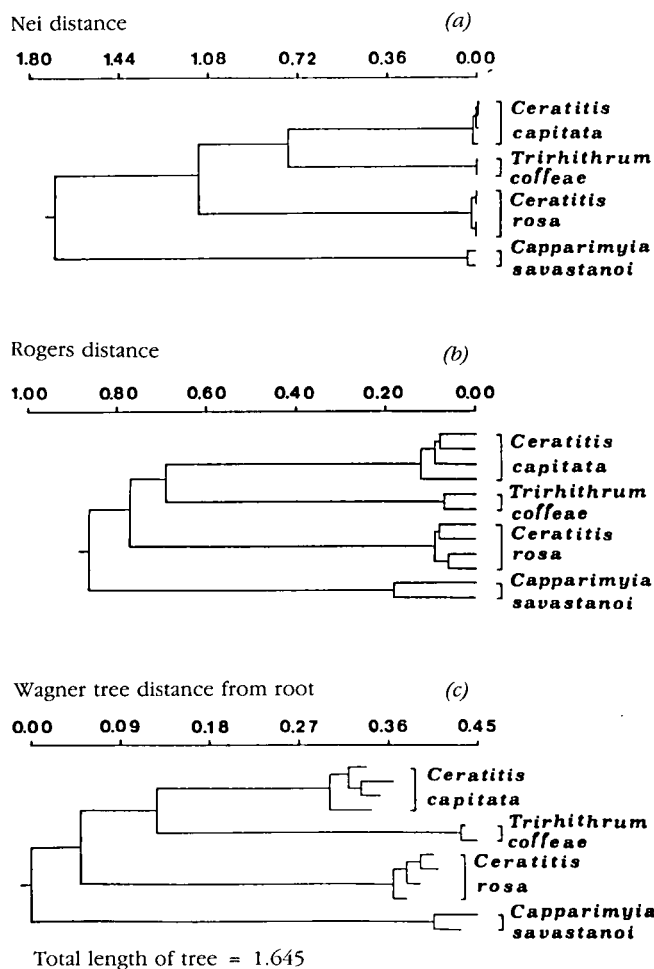 Nei distance (a)
1.80 1.44 1.08 0.72 0.36 0.00
Ceratitis
capitata
Trirhithrum
coffeae
Ceratitis
rosa
Capparimyia
savastanoi
Rogers distance (b)
1.00 0.80 0.60 0.40 0.20 0.00
Ceratitis
capitata
Trirhithrum
coffeae
Ceratitis
rosa
Capparimyia
savastanoi
Wagner tree distance from root (c)
0.00 0.09 0.18 0.27 0.36 0.45
Ceratitis
capitata
Trirhithrum
coffeae
Ceratitis
rosa
Capparimyia
savastanoi
Total length of tree = 1.645